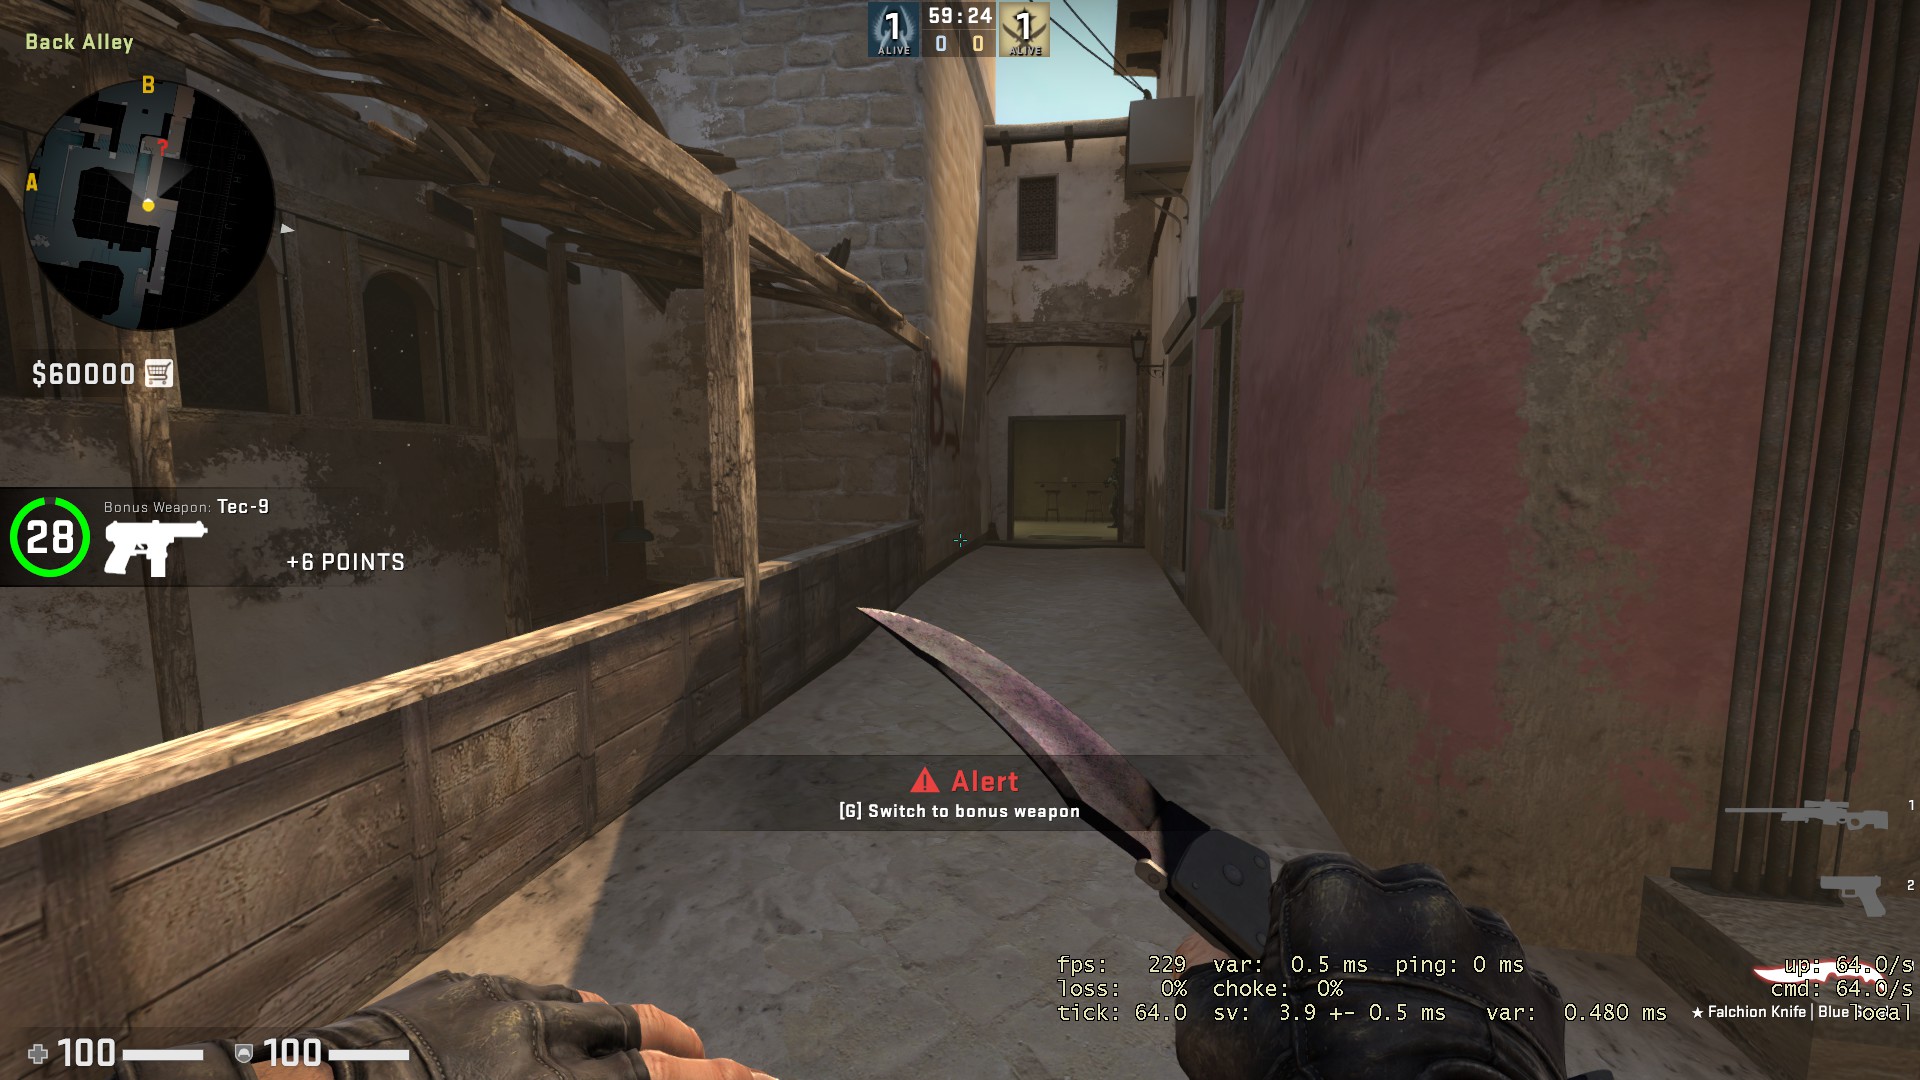 Back Alley
B
?
A
1
ALIVE
59:24
0 0
1
ALIVE
$60000
28
Bonus Weapon: Tec-9
+6 POINTS
Alert
[G] Switch to bonus weapon
1
2
fps: 229 var: 0.5 ms ping: 0 ms
loss: 0% choke: 0%
tick: 64.0 sv: 3.9 +- 0.5 ms var: 0.480 ms
up: 64.0/s
cmd: 64.0/s
local
★ Falchion Knife | Blue
100
100